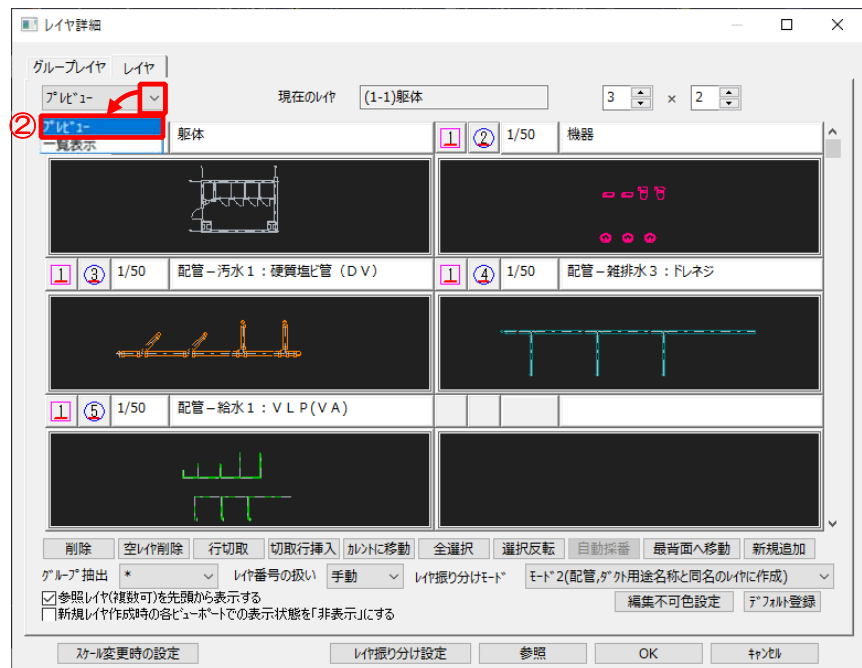 レイヤ詳細
グループレイヤ レイヤ
ﾌﾟﾚﾋﾞｭｰ 現在のﾚｲﾔ (1-1)躯体 3 × 2
② ﾌﾟﾚﾋﾞｭｰ
一覧表示
躯体 1 ② 1/50 機器
1 ③ 1/50 配管－汚水１：硬質塩ﾋﾞ管（ＤＶ） 1 ④ 1/50 配管－雑排水３：ﾄﾞﾚﾈｼﾞ
1 ⑤ 1/50 配管－給水１：ＶＬＰ(ＶＡ)
削除 空ﾚｲﾔ削除 行切取 切取行挿入 ｶﾚﾝﾄに移動 全選択 選択反転 自動採番 最背面へ移動 新規追加
ｸﾞﾙｰﾌﾟ抽出 * ﾚｲﾔ番号の扱い 手動 ﾚｲﾔ振り分けﾓｰﾄﾞ ﾓｰﾄﾞ2(配管,ﾀﾞｸﾄ用途名称と同名のﾚｲﾔに作成)
参照ﾚｲﾔ(複数可)を先頭から表示する 編集不可色設定 ﾃﾞﾌｫﾙﾄ登録
新規ﾚｲﾔ作成時の各ﾋﾞｭｰﾎﾟｰﾄでの表示状態を「非表示」にする
ｽｹｰﾙ変更時の設定 ﾚｲﾔ振り分け設定 参照 OK ｷｬﾝｾﾙ